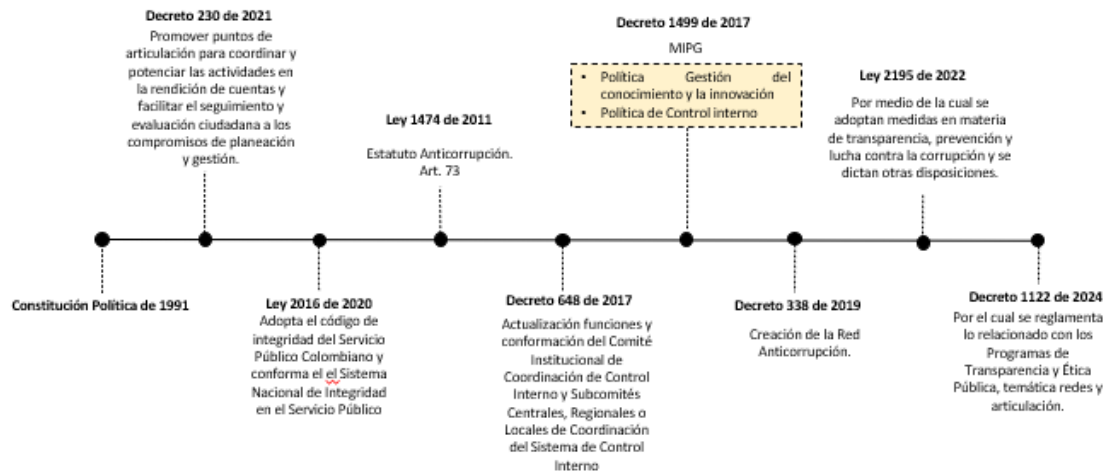 Decreto 230 de 2021
Promover puntos de
articulación para coordinar y
potenciar las actividades en
la rendición de cuentas y
facilitar el seguimiento y
evaluación ciudadana a los
compromisos de planeación
y gestión.
Ley 1474 de 2011
Estatuto Anticorrupción.
Art. 73
Decreto 1499 de 2017
MIPG
• Política Gestión del
conocimiento y la innovación
• Política de Control interno
Ley 2195 de 2022
Por medio de la cual se
adoptan medidas en materia
de transparencia, prevención y
lucha contra la corrupción y se
dictan otras disposiciones.
Constitución Política de 1991
Ley 2016 de 2020
Adopta el código de
integridad del Servicio
Público Colombiano y
conforma el el Sistema
Nacional de Integridad
en el Servicio Público
Decreto 648 de 2017
Actualización funciones y
conformación del Comité
Institucional de
Coordinación de Control
Interno y Subcomités
Centrales, Regionales o
Locales de Coordinación
del Sistema de Control
Interno
Decreto 338 de 2019
Creación de la Red
Anticorrupción.
Decreto 1122 de 2024
Por el cual se reglamenta
lo relacionado con los
Programas de
Transparencia y Ética
Pública, temática redes y
articulación.